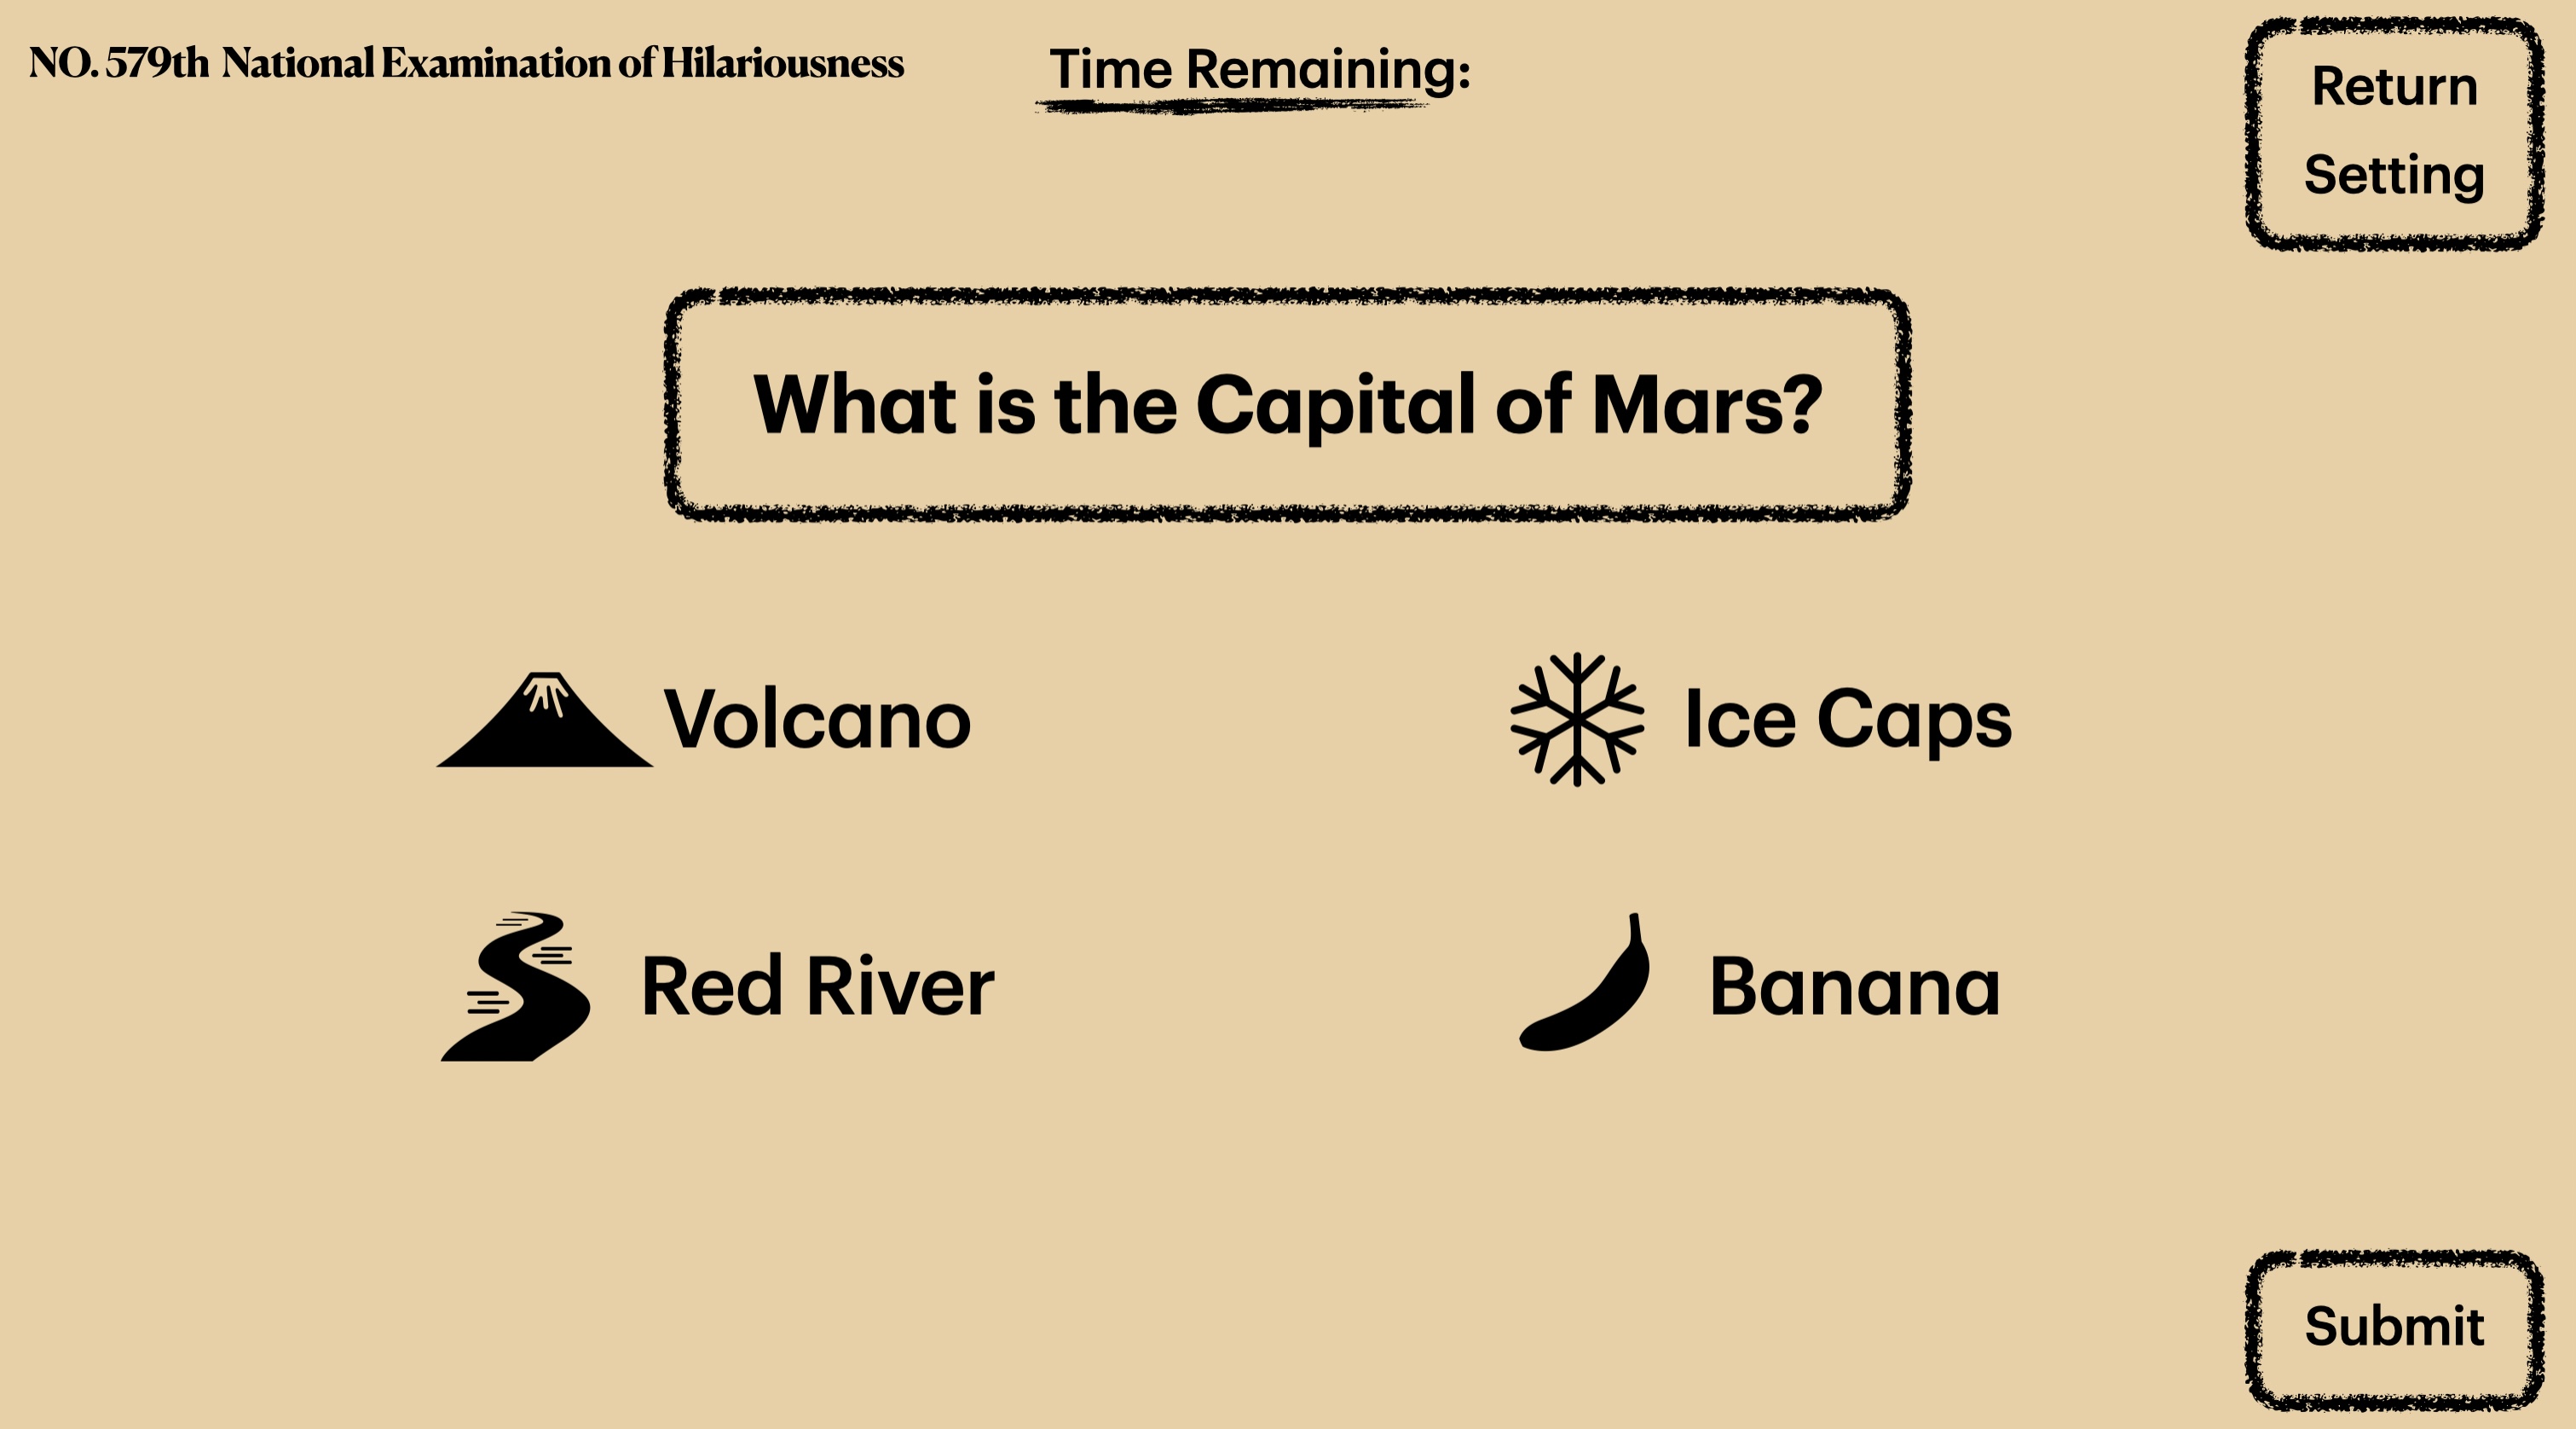 NO. 579th National Examination of Hilariousness
Time Remaining:
Return
Setting
What is the Capital of Mars?
Volcano
Ice Caps
Red River
Banana
Submit